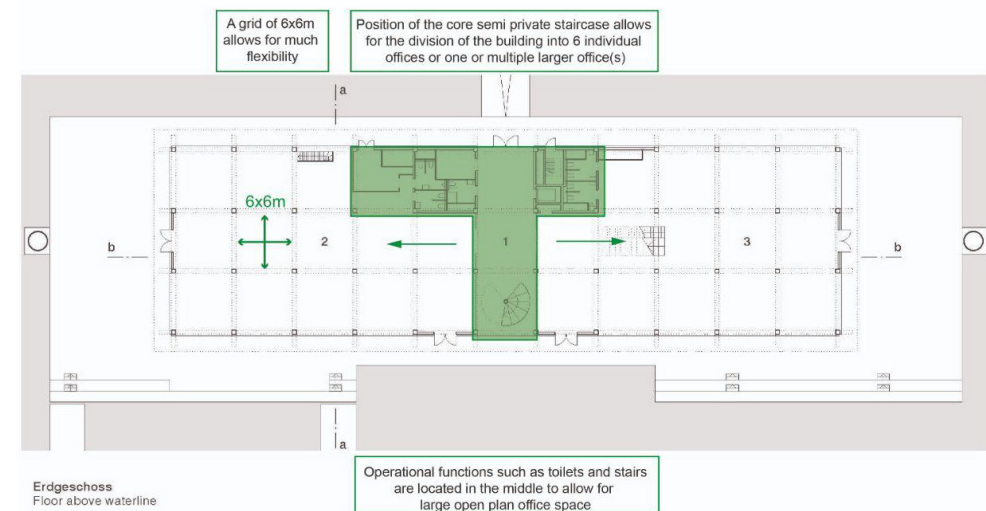 A grid of 6x6m
allows for much
flexibility
Position of the core semi private staircase allows
for the division of the building into 6 individual
offices or one or multiple larger office(s)
a
6x6m
b
2
1
3
b
a
Operational functions such as toilets and stairs
are located in the middle to allow for
large open plan office space
Erdgeschoss
Floor above waterline